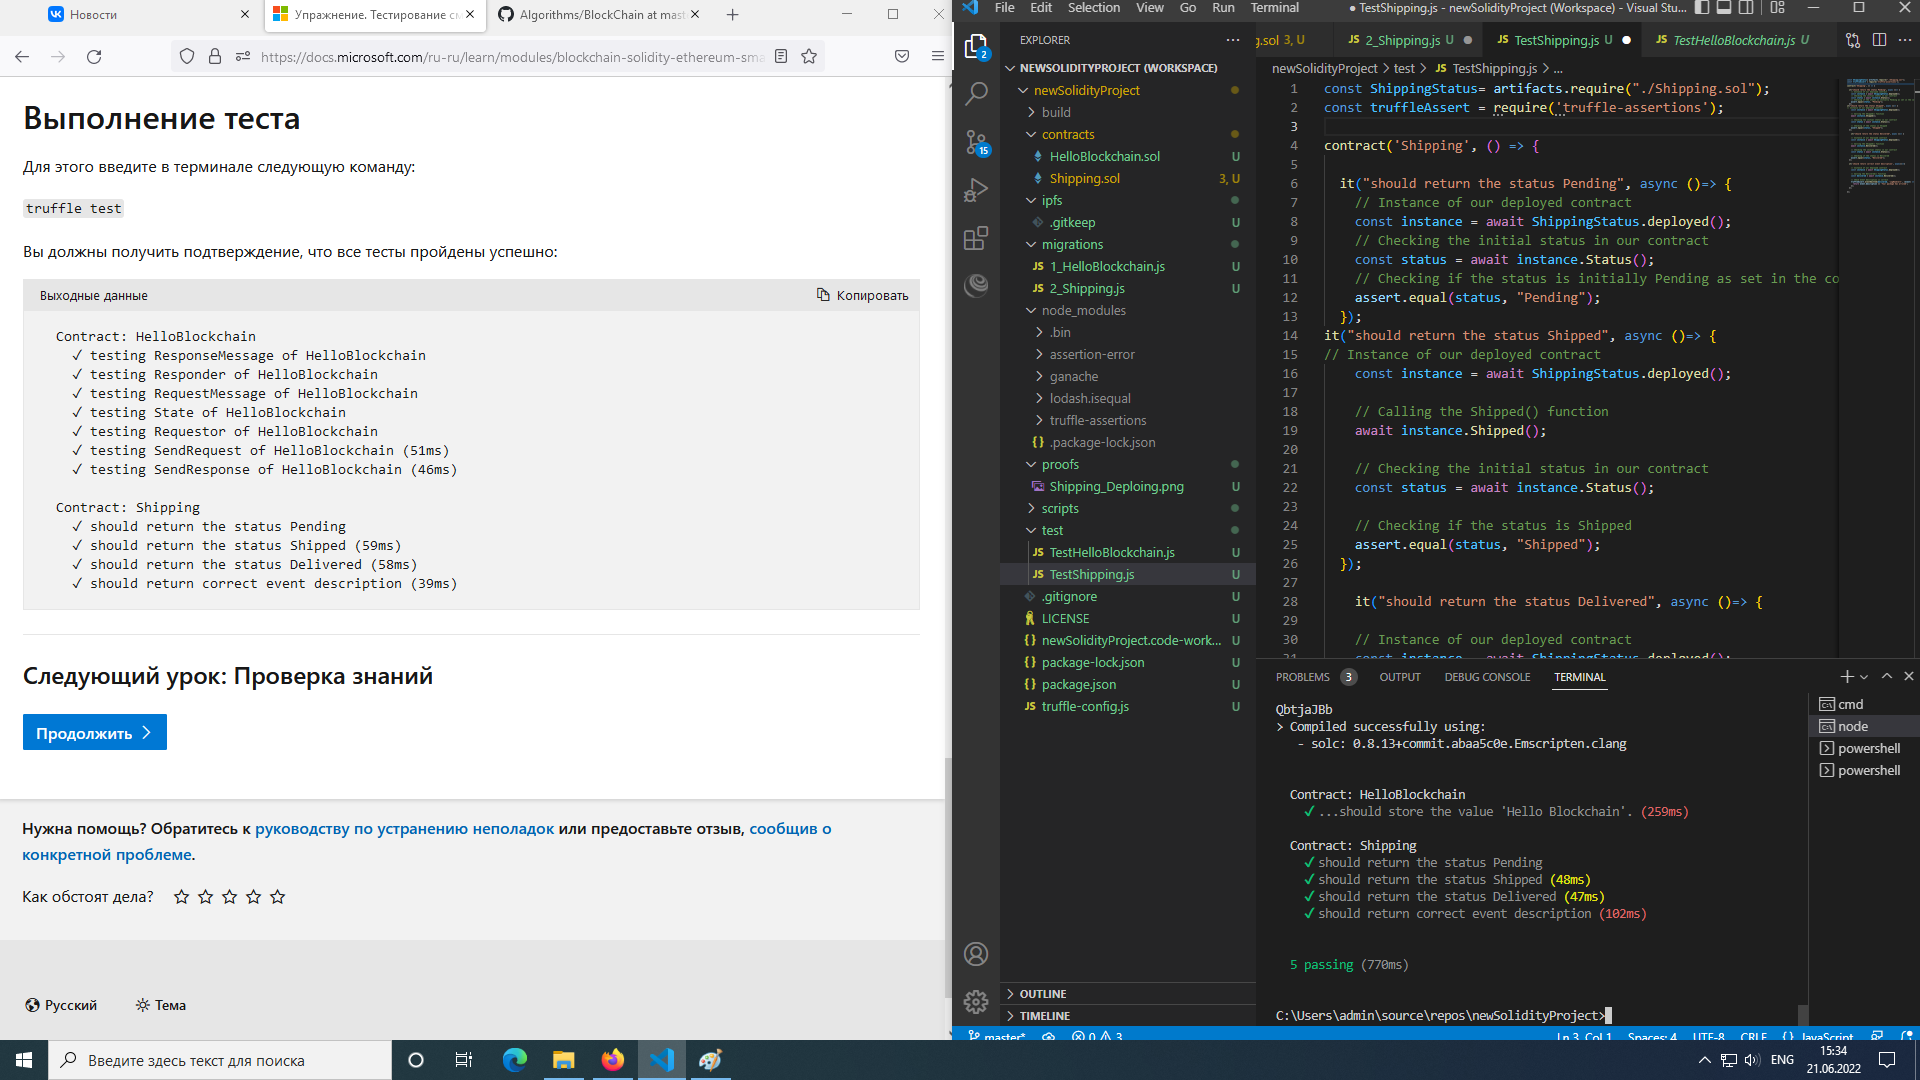 Новости
Упражнение. Тестирование см
Algorithms/BlockChain at mast
https://docs.microsoft.com/ru-ru/learn/modules/blockchain-solidity-ethereum-sma
Выполнение теста
Для этого введите в терминале следующую команду:
truffle test
Вы должны получить подтверждение, что все тесты пройдены успешно:
Выходные данные
Копировать
Contract: HelloBlockchain
✓ testing ResponseMessage of HelloBlockchain
✓ testing Responder of HelloBlockchain
✓ testing RequestMessage of HelloBlockchain
✓ testing State of HelloBlockchain
✓ testing Requestor of HelloBlockchain
✓ testing SendRequest of HelloBlockchain (51ms)
✓ testing SendResponse of HelloBlockchain (46ms)
Contract: Shipping
✓ should return the status Pending
✓ should return the status Shipped (59ms)
✓ should return the status Delivered (58ms)
✓ should return correct event description (39ms)
Следующий урок: Проверка знаний
Продолжить
Нужна помощь? Обратитесь к руководству по устранению неполадок или предоставьте отзыв, сообщив о
конкретной проблеме.
Как обстоят дела?
Русский
Тема
File Edit Selection View Go Run Terminal
● TestShipping.js - newSolidityProject (Workspace) - Visual Stu...
2
15
EXPLORER
NEWSOLIDITYPROJECT (WORKSPACE)
newSolidityProject
build
contracts
HelloBlockchain.sol U
Shipping.sol 3, U
ipfs
.gitkeep U
migrations
JS 1_HelloBlockchain.js U
JS 2_Shipping.js U
node_modules
.bin
assertion-error
ganache
lodash.isequal
truffle-assertions
{} .package-lock.json
proofs
Shipping_Deploing.png U
scripts
test
JS TestHelloBlockchain.js U
JS TestShipping.js U
.gitignore U
LICENSE U
{} newSolidityProject.code-work... U
{} package-lock.json U
{} package.json U
JS truffle-config.js U
OUTLINE
TIMELINE
g.sol 3, U
JS 2_Shipping.js U
JS TestShipping.js U
JS TestHelloBlockchain.js U
newSolidityProject > test > JS TestShipping.js > ...
1 const ShippingStatus= artifacts.require("./Shipping.sol");
2 const truffleAssert = require('truffle-assertions');
3
4 contract('Shipping', () => {
5
6 it("should return the status Pending", async ()=> {
7 // Instance of our deployed contract
8 const instance = await ShippingStatus.deployed();
9 // Checking the initial status in our contract
10 const status = await instance.Status();
11 // Checking if the status is initially Pending as set in the co
12 assert.equal(status, "Pending");
13 });
14 it("should return the status Shipped", async ()=> {
15 // Instance of our deployed contract
16 const instance = await ShippingStatus.deployed();
17
18 // Calling the Shipped() function
19 await instance.Shipped();
20
21 // Checking the initial status in our contract
22 const status = await instance.Status();
23
24 // Checking if the status is Shipped
25 assert.equal(status, "Shipped");
26 });
27
28 it("should return the status Delivered", async ()=> {
29
30 // Instance of our deployed contract
31 const instance = await ShippingStatus.deployed();
PROBLEMS 3 OUTPUT DEBUG CONSOLE TERMINAL
QbtjaJBb
> Compiled successfully using:
- solc: 0.8.13+commit.abaa5c0e.Emscripten.clang
Contract: HelloBlockchain
✓ ...should store the value 'Hello Blockchain'. (259ms)
Contract: Shipping
✓ should return the status Pending
✓ should return the status Shipped (48ms)
✓ should return the status Delivered (47ms)
✓ should return correct event description (102ms)
5 passing (770ms)
C:\Users\admin\source\repos\newSolidityProject>
cmd
node
powershell
powershell
master* 0 3
Ln 3, Col 1 Spaces: 4 UTF-8 CRLF {} JavaScript
Введите здесь текст для поиска
ENG
15:34
21.06.2022